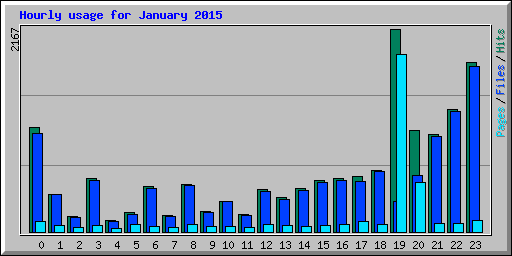 Hourly usage for January 2015
2167
Pages / Files / Hits
0 1 2 3 4 5 6 7 8 9 10 11 12 13 14 15 16 17 18 19 20 21 22 23